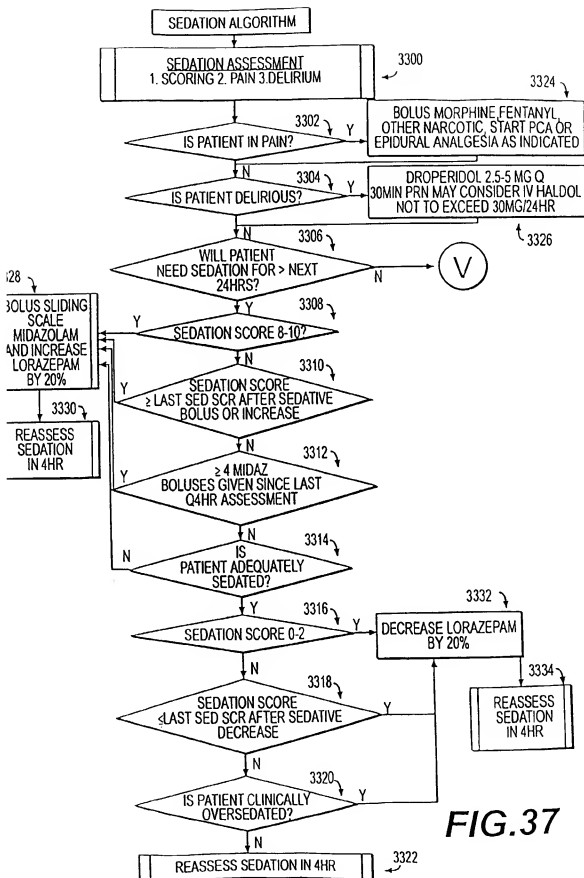 SEDATION ALGORITHM
SEDATION ASSESSMENT
1. SCORING 2. PAIN 3.DELIRIUM
3300
3324
3302
IS PATIENT IN PAIN?
Y
BOLUS MORPHINE,FENTANYL,
OTHER NARCOTIC, START PCA OR
EPIDURAL ANALGESIA AS INDICATED
N
3304
IS PATIENT DELIRIOUS?
Y
DROPERIDOL 2.5-5 MG Q
30MIN PRN MAY CONSIDER IV HALDOL
NOT TO EXCEED 30MG/24HR
3326
N
3306
WILL PATIENT
NEED SEDATION FOR > NEXT
24HRS?
N
V
Y
3308
SEDATION SCORE 8-10?
Y
328
BOLUS SLIDING
SCALE
MIDAZOLAM
AND INCREASE
LORAZEPAM
BY 20%
N
3310
SEDATION SCORE
≥LAST SED SCR AFTER SEDATIVE
BOLUS OR INCREASE
Y
3330
REASSESS
SEDATION
IN 4HR
N
3312
≥ 4 MIDAZ
BOLUSES GIVEN SINCE LAST
Q4HR ASSESSMENT
Y
N
3314
IS
PATIENT ADEQUATELY
SEDATED?
N
Y
3316
SEDATION SCORE 0-2
Y
3332
DECREASE LORAZEPAM
BY 20%
3334
REASSESS
SEDATION
IN 4HR
N
3318
SEDATION SCORE
≤LAST SED SCR AFTER SEDATIVE
DECREASE
Y
N
3320
IS PATIENT CLINICALLY
OVERSEDATED?
Y
N
REASSESS SEDATION IN 4HR
3322
FIG.37